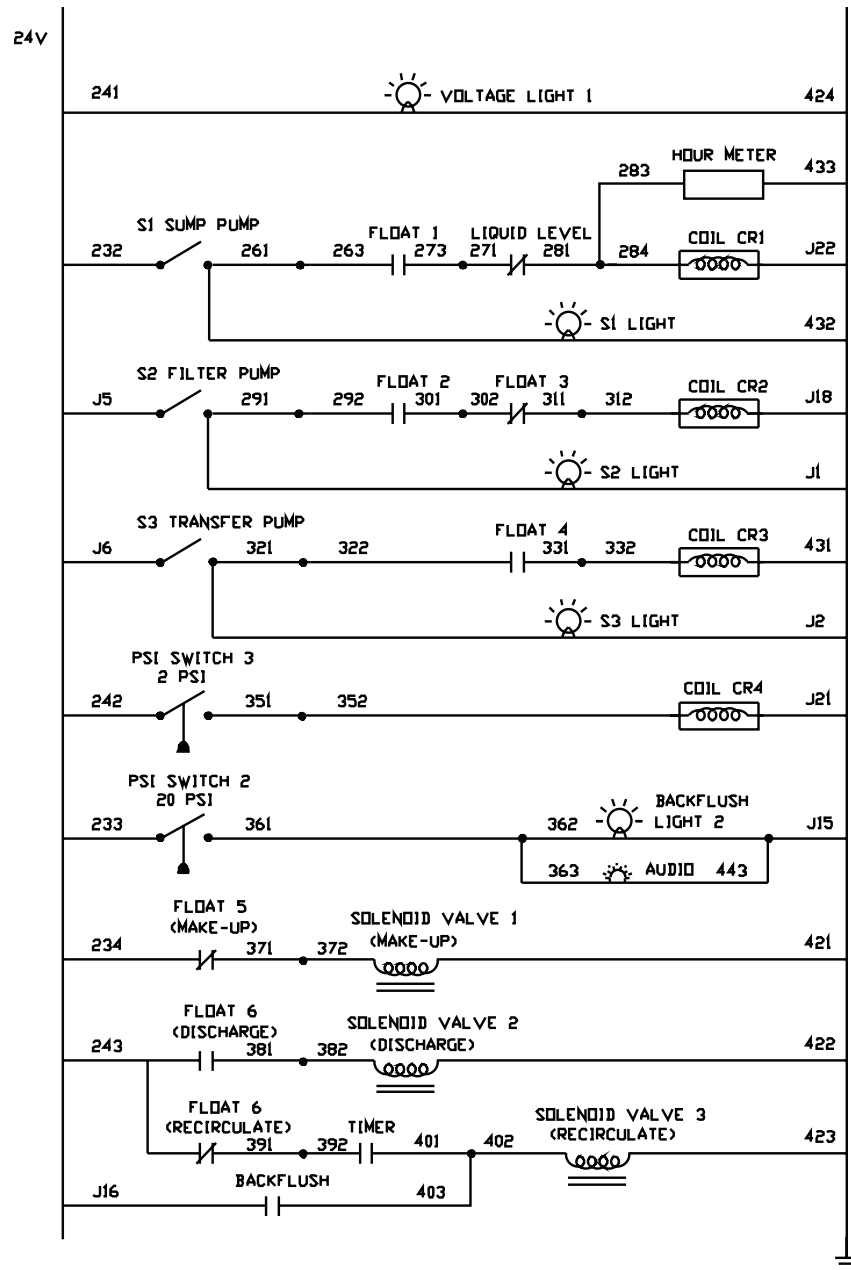 24V
241 VOLTAGE LIGHT 1 424
HOUR METER
283 433
S1 SUMP PUMP FLOAT 1 LIQUID LEVEL COIL CR1
232 261 263 273 271 281 284 J22
S1 LIGHT 432
S2 FILTER PUMP FLOAT 2 FLOAT 3 COIL CR2
J5 291 292 301 302 311 312 J18
S2 LIGHT J1
S3 TRANSFER PUMP FLOAT 4 COIL CR3
J6 321 322 331 332 431
S3 LIGHT J2
PSI SWITCH 3
2 PSI COIL CR4
242 351 352 J21
PSI SWITCH 2
20 PSI BACKFLUSH
233 361 362 LIGHT 2 J15
363 AUDIO 443
FLOAT 5 SOLENOID VALVE 1
(MAKE-UP) (MAKE-UP)
234 371 372 421
FLOAT 6 SOLENOID VALVE 2
(DISCHARGE) (DISCHARGE)
243 381 382 422
FLOAT 6 SOLENOID VALVE 3
(RECIRCULATE) TIMER (RECIRCULATE)
391 392 401 402 423
BACKFLUSH
J16 403